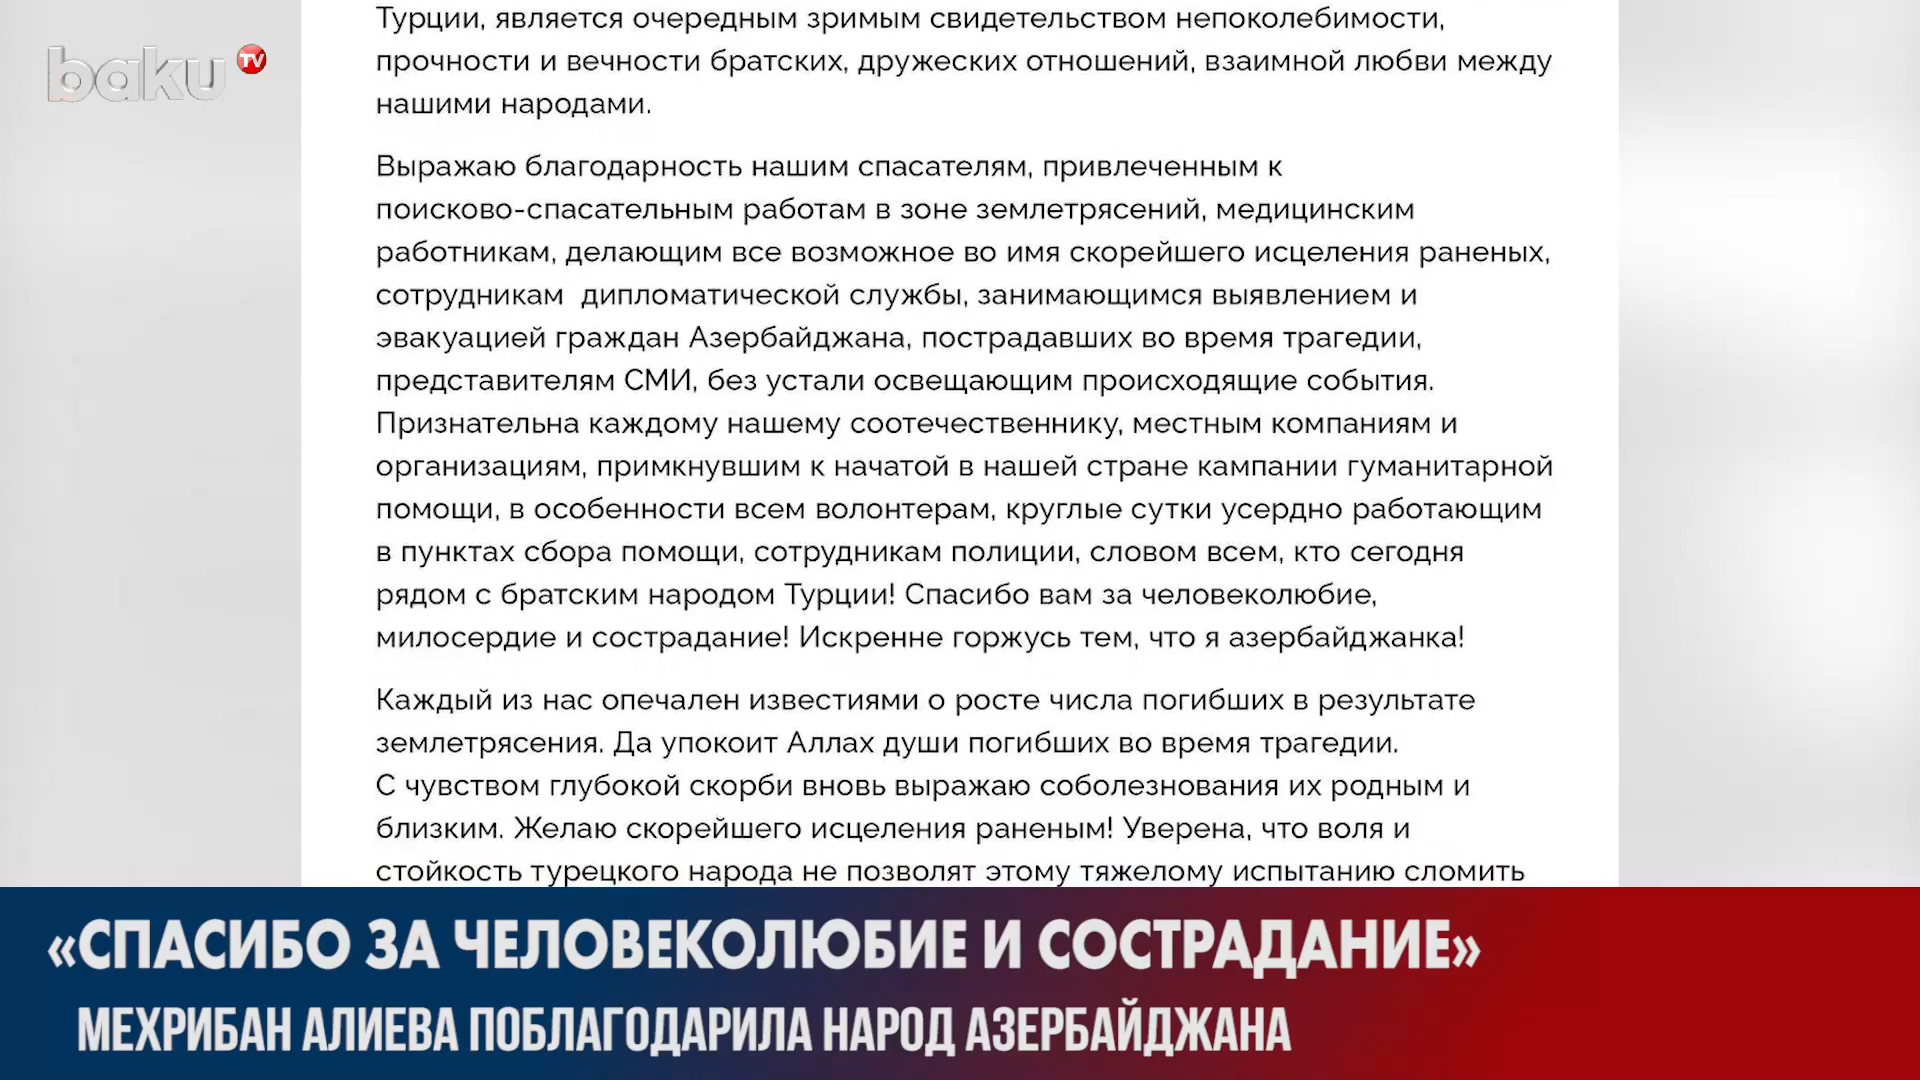 baku TV
Турции, является очередным зримым свидетельством непоколебимости,
прочности и вечности братских, дружеских отношений, взаимной любви между
нашими народами.
Выражаю благодарность нашим спасателям, привлеченным к
поисково-спасательным работам в зоне землетрясений, медицинским
работникам, делающим все возможное во имя скорейшего исцеления раненых,
сотрудникам  дипломатической службы, занимающимся выявлением и
эвакуацией граждан Азербайджана, пострадавших во время трагедии,
представителям СМИ, без устали освещающим происходящие события.
Признательна каждому нашему соотечественнику, местным компаниям и
организациям, примкнувшим к начатой в нашей стране кампании гуманитарной
помощи, в особенности всем волонтерам, круглые сутки усердно работающим
в пунктах сбора помощи, сотрудникам полиции, словом всем, кто сегодня
рядом с братским народом Турции! Спасибо вам за человеколюбие,
милосердие и сострадание! Искренне горжусь тем, что я азербайджанка!
Каждый из нас опечален известиями о росте числа погибших в результате
землетрясения. Да упокоит Аллах души погибших во время трагедии.
С чувством глубокой скорби вновь выражаю соболезнования их родным и
близким. Желаю скорейшего исцеления раненым! Уверена, что воля и
стойкость турецкого народа не позволят этому тяжелому испытанию сломить
«СПАСИБО ЗА ЧЕЛОВЕКОЛЮБИЕ И СОСТРАДАНИЕ»
МЕХРИБАН АЛИЕВА ПОБЛАГОДАРИЛА НАРОД АЗЕРБАЙДЖАНА